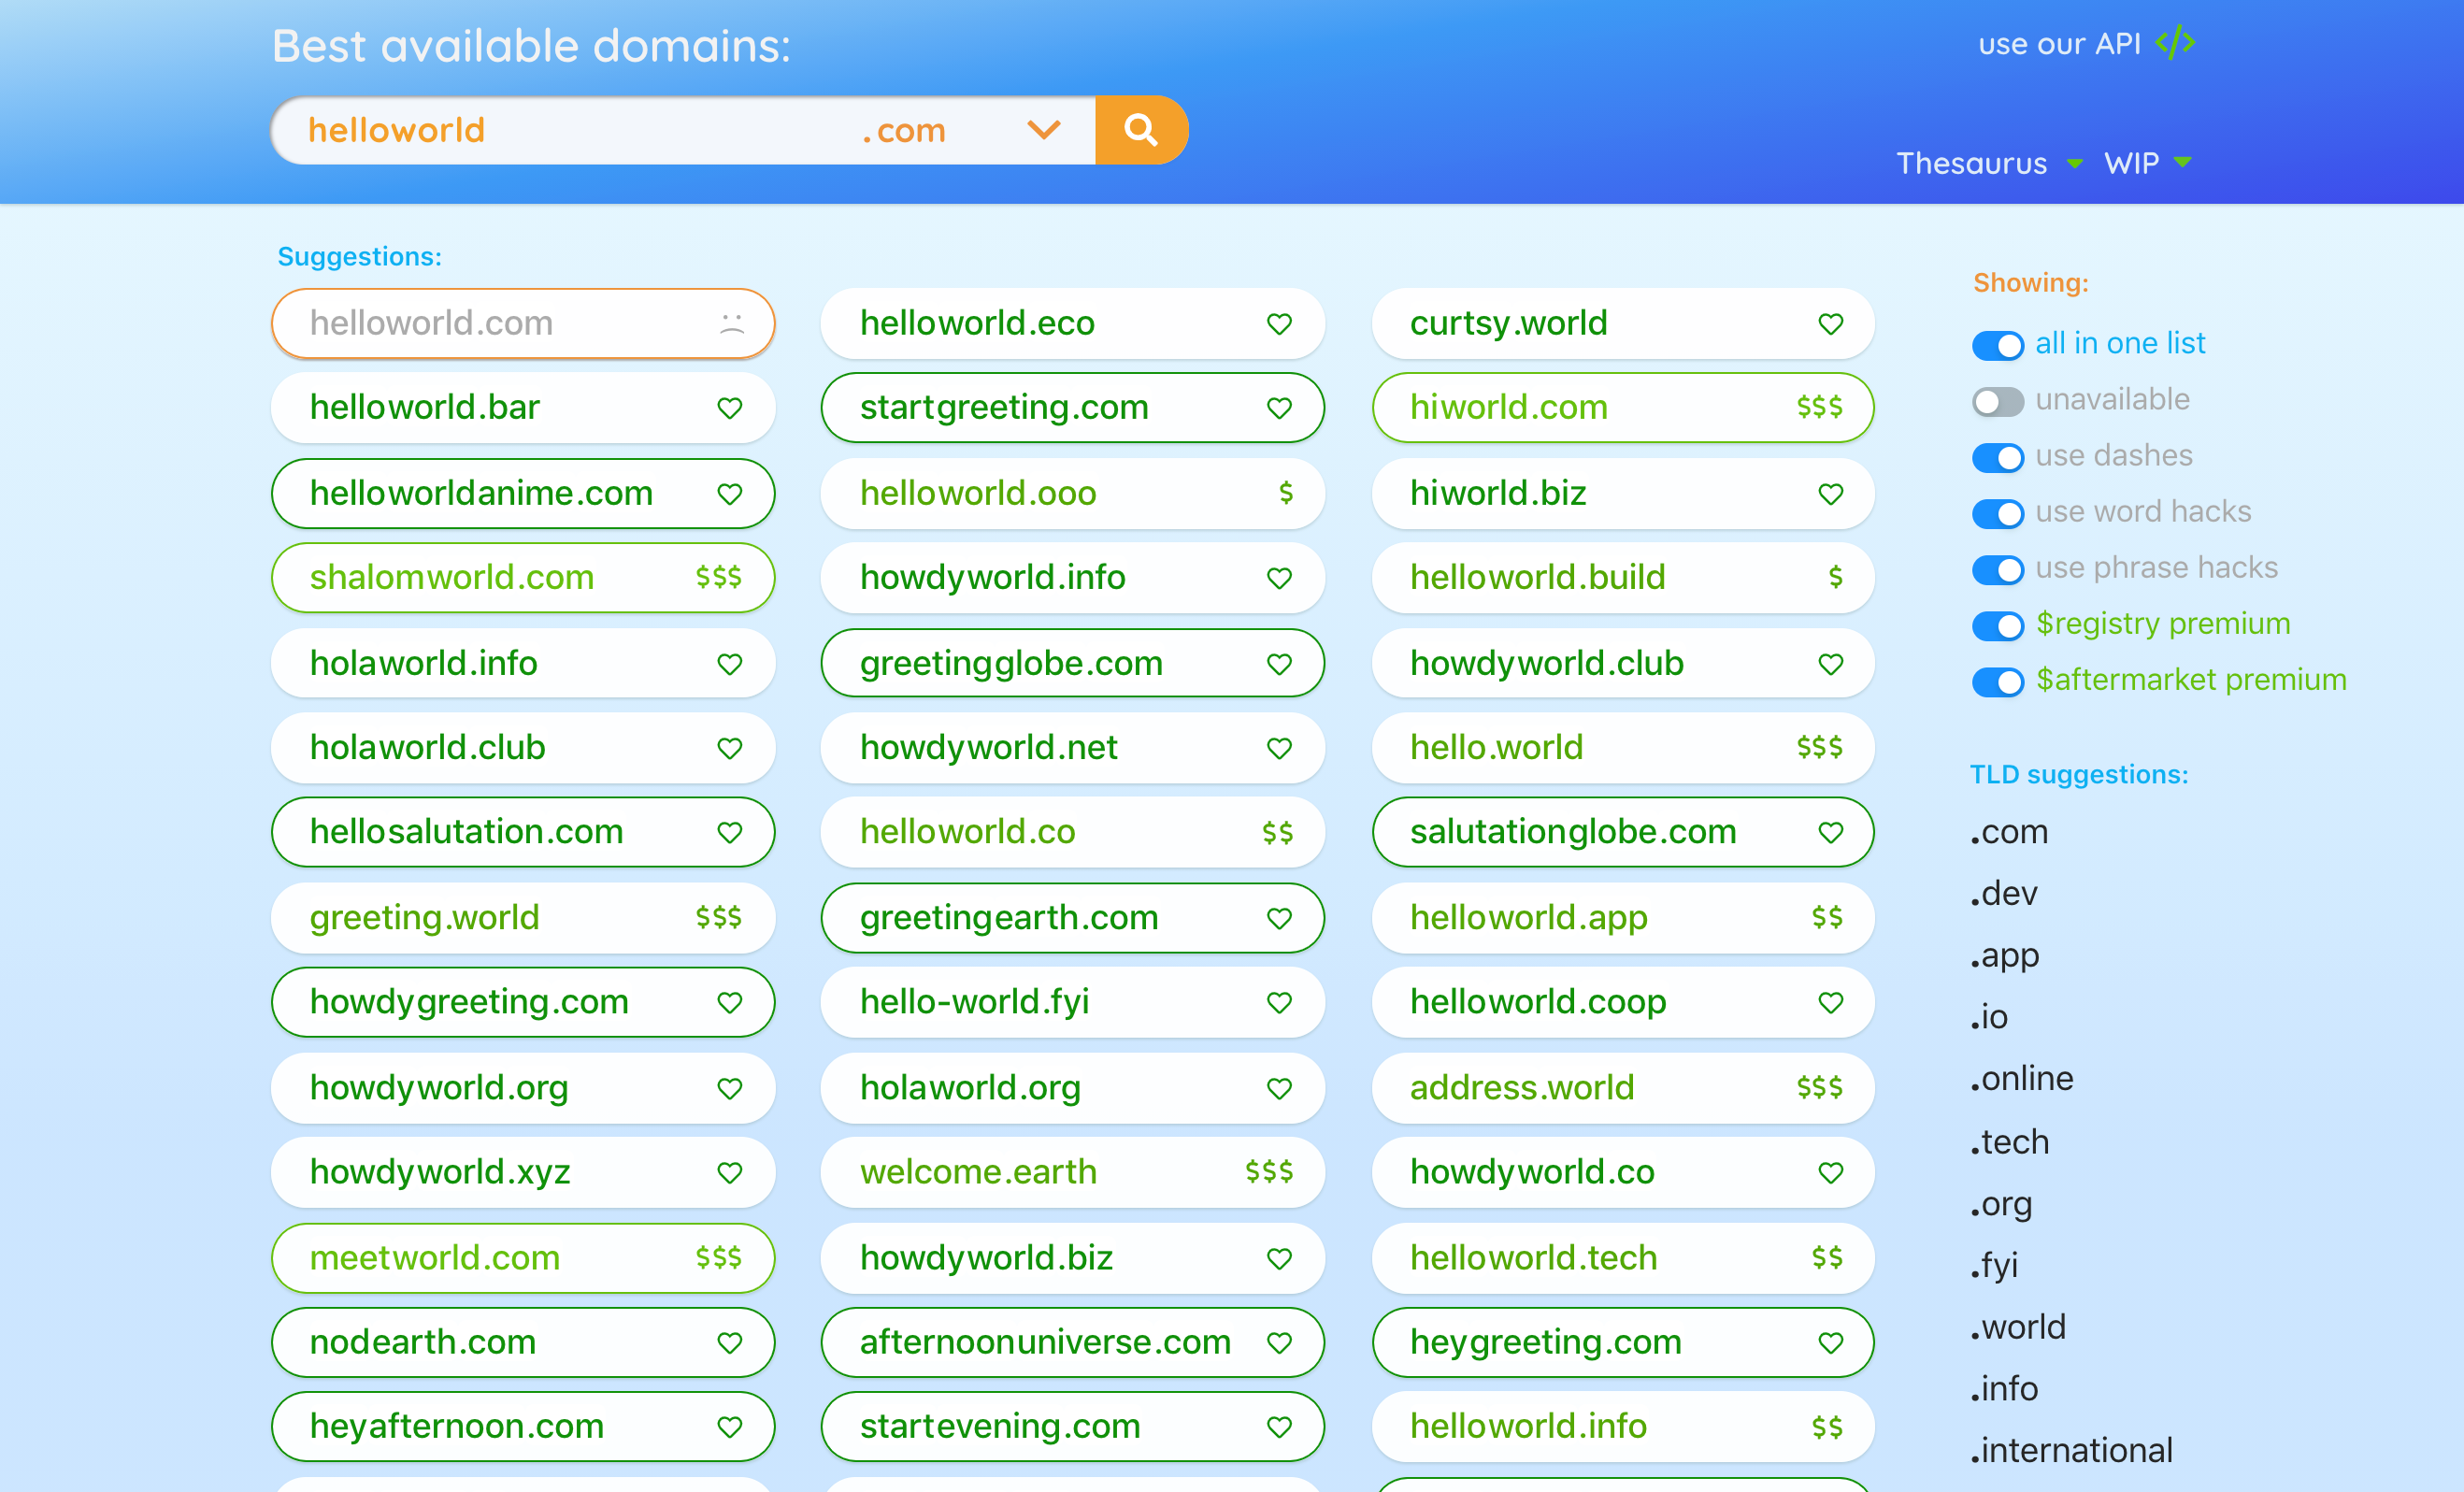 Best available domains:
use our API </>
helloworld .com
Thesaurus WIP
Suggestions:
helloworld.com
helloworld.bar
helloworldanime.com
shalomworld.com $$$
holaworld.info
holaworld.club
hellosalutation.com
greeting.world $$$
howdygreeting.com
howdyworld.org
howdyworld.xyz
meetworld.com $$$
nodearth.com
heyafternoon.com
helloworld.eco
startgreeting.com
helloworld.ooo $
howdyworld.info
greetingglobe.com
howdyworld.net
helloworld.co $$
greetingearth.com
hello-world.fyi
holaworld.org
welcome.earth $$$
howdyworld.biz
afternoonuniverse.com
startevening.com
curtsy.world
hiworld.com $$$
hiworld.biz
helloworld.build $
howdyworld.club
hello.world $$$
salutationglobe.com
helloworld.app $$
helloworld.coop
address.world $$$
howdyworld.co
helloworld.tech $$
heygreeting.com
helloworld.info $$
Showing:
all in one list
unavailable
use dashes
use word hacks
use phrase hacks
$registry premium
$aftermarket premium
TLD suggestions:
.com
.dev
.app
.io
.online
.tech
.org
.fyi
.world
.info
.international